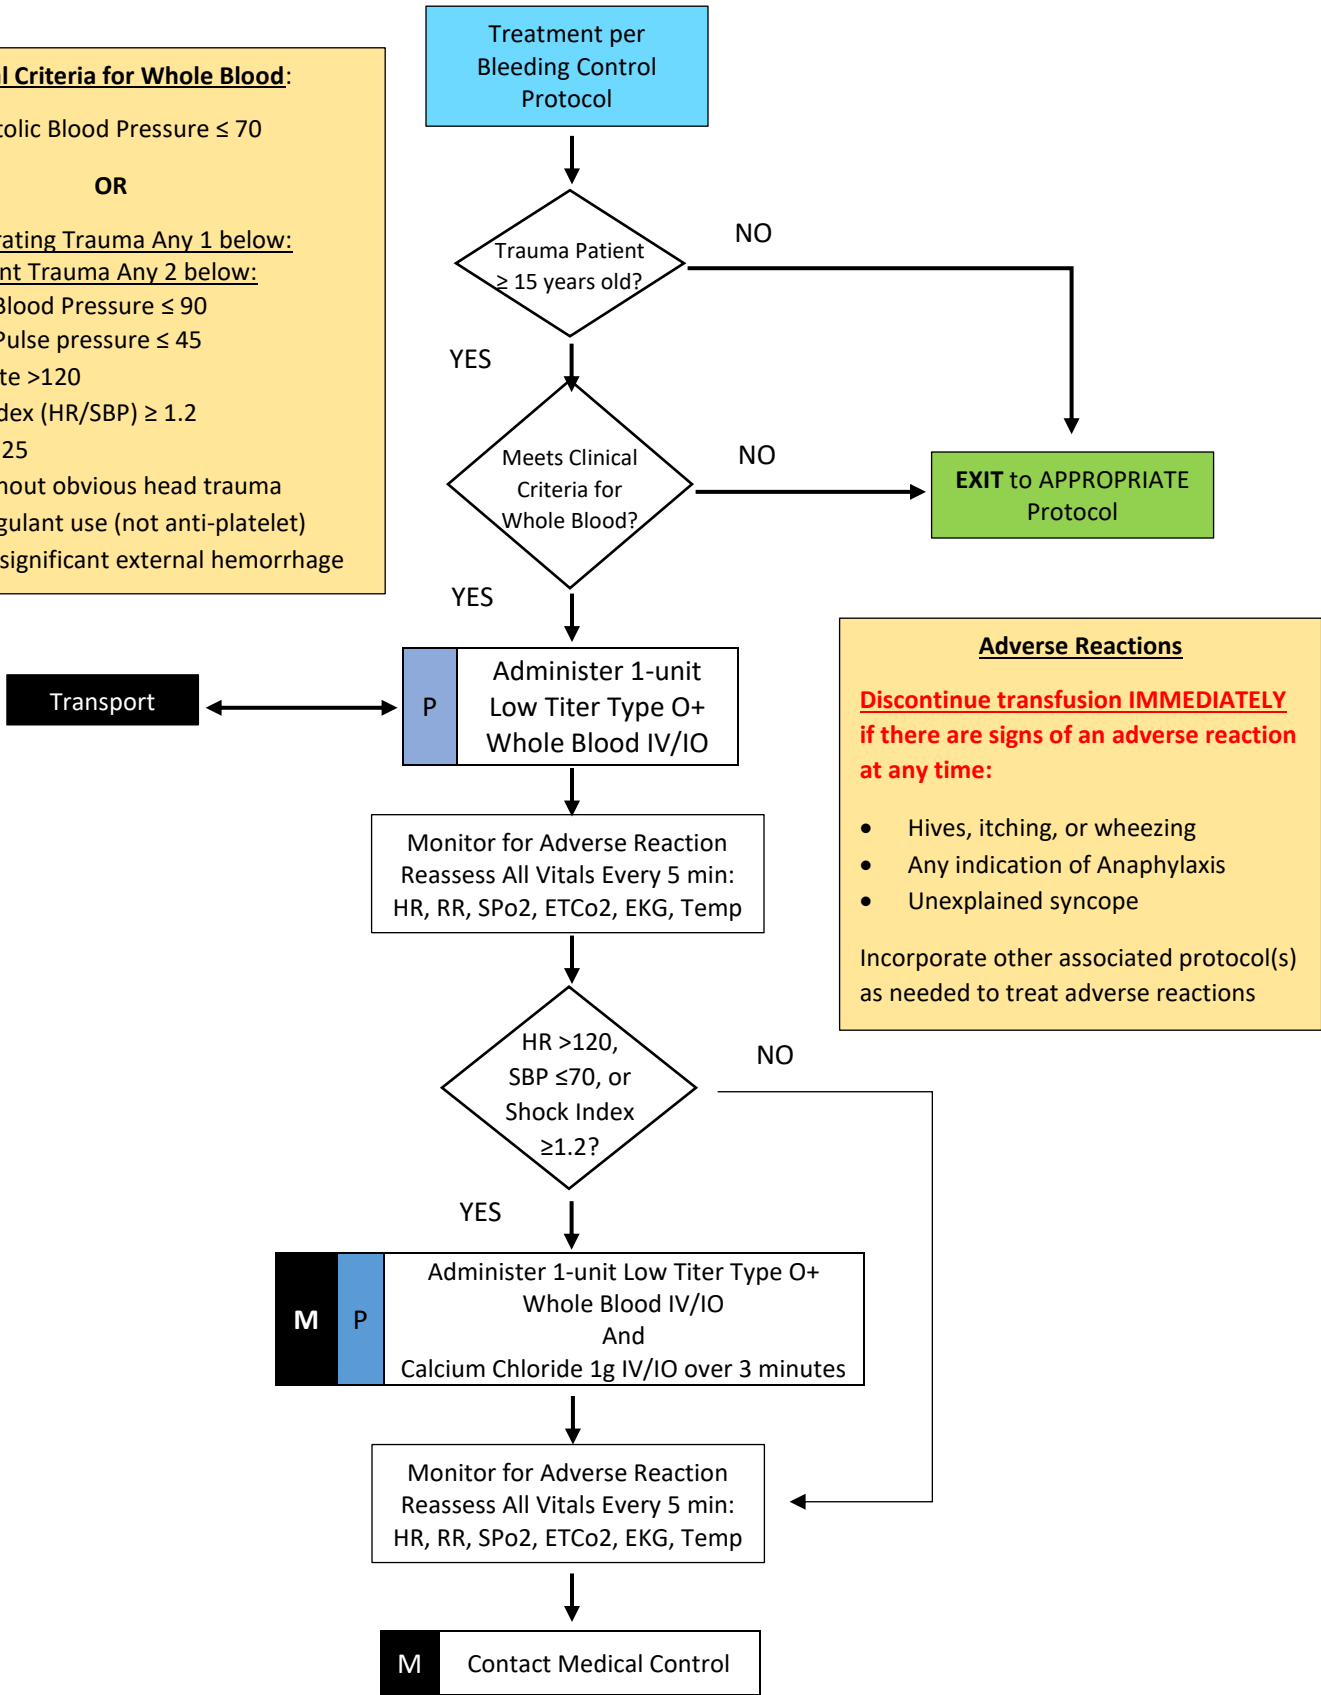 Treatment per
Bleeding Control
Protocol
Criteria for Whole Blood:
Blood Pressure ≤ 70
OR
Trauma Any 1 below:
Trauma Any 2 below:
Blood Pressure ≤ 90
Pulse pressure ≤ 45
>120
(HR/SBP) ≥ 1.2
25
obvious head trauma
use (not anti-platelet)
significant external hemorrhage
Trauma Patient
≥ 15 years old?
NO
YES
Meets Clinical
Criteria for
Whole Blood?
NO
EXIT to APPROPRIATE
Protocol
YES
Transport
P
Administer 1-unit
Low Titer Type O+
Whole Blood IV/IO
Adverse Reactions
Discontinue transfusion IMMEDIATELY
if there are signs of an adverse reaction
at any time:
• Hives, itching, or wheezing
• Any indication of Anaphylaxis
• Unexplained syncope
Incorporate other associated protocol(s)
as needed to treat adverse reactions
Monitor for Adverse Reaction
Reassess All Vitals Every 5 min:
HR, RR, SPo2, ETCo2, EKG, Temp
HR >120,
SBP ≤70, or
Shock Index
≥1.2?
NO
YES
M P
Administer 1-unit Low Titer Type O+
Whole Blood IV/IO
And
Calcium Chloride 1g IV/IO over 3 minutes
Monitor for Adverse Reaction
Reassess All Vitals Every 5 min:
HR, RR, SPo2, ETCo2, EKG, Temp
M Contact Medical Control